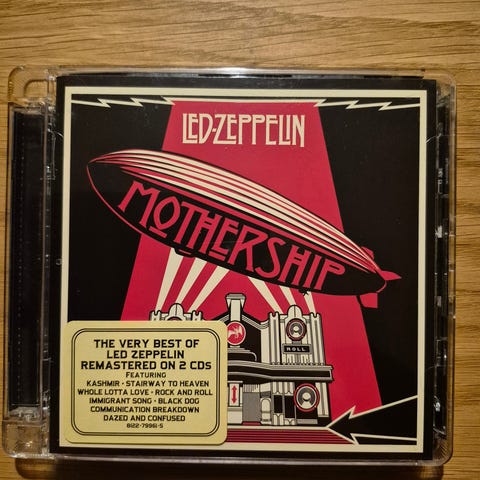 LED-ZEPPELIN
MOTHERSHIP
ROLL
THE VERY BEST OF
LED ZEPPELIN
REMASTERED ON 2 CDs
FEATURING
KASHMIR • STAIRWAY TO HEAVEN
WHOLE LOTTA LOVE • ROCK AND ROLL
IMMIGRANT SONG • BLACK DOG
COMMUNICATION BREAKDOWN
DAZED AND CONFUSED
8122-79961-5